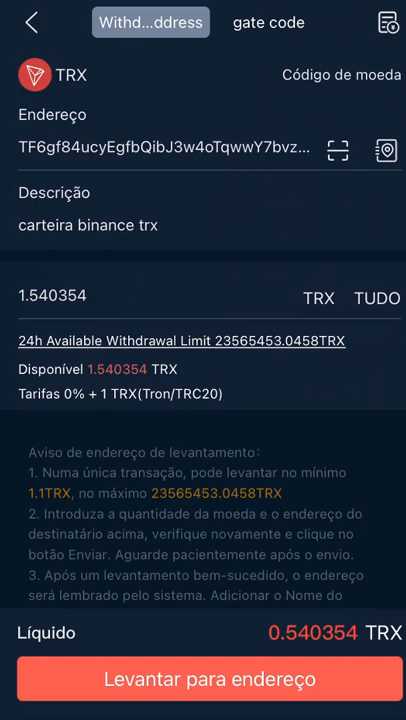 Withd...ddress
gate code
TRX
Código de moeda
Endereço
TF6gf84ucyEgfbQibJ3w4oTqwwY7bvz...
Descrição
carteira binance trx
1.540354 TRX TUDO
24h Available Withdrawal Limit 23565453.0458TRX
Disponível 1.540354 TRX
Tarifas 0% + 1 TRX(Tron/TRC20)
Aviso de endereço de levantamento:
1. Numa única transação, pode levantar no mínimo
1.1TRX, no máximo 23565453.0458TRX
2. Introduza a quantidade da moeda e o endereço do
destinatário acima, verifique novamente e clique no
botão Enviar. Aguarde pacientemente após o envio.
3. Após um levantamento bem-sucedido, o endereço
será lembrado pelo sistema. Adicionar o Nome do
Líquido 0.540354 TRX
Levantar para endereço